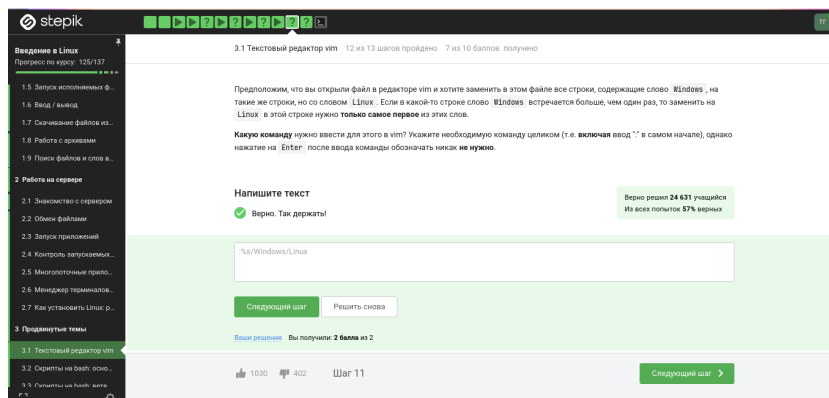 stepik
ТГ
Введение в Linux
Прогресс по курсу: 125/137
3.1 Текстовый редактор vim 12 из 13 шагов пройдено 7 из 10 баллов получено
1.5 Запуск исполняемых ф...
1.6 Ввод / вывод
1.7 Скачивание файлов из...
1.8 Работа с архивами
1.9 Поиск файлов и слов в...
2 Работа на сервере
2.1 Знакомство с сервером
2.2 Обмен файлами
2.3 Запуск приложений
2.4 Контроль запускаемых...
2.5 Многопоточные прило...
2.6 Менеджер терминалов...
2.7 Как установить Linux: р...
3 Продвинутые темы
3.1 Текстовый редактор vim
3.2 Скрипты на bash: осно...
3.3 Скрипты на bash: ветв...
Предположим, что вы открыли файл в редакторе vim и хотите заменить в этом файле все строки, содержащие слово Windows, на
такие же строки, но со словом Linux. Если в какой-то строке слово Windows встречается больше, чем один раз, то заменить на
Linux в этой строке нужно только самое первое из этих слов.
Какую команду нужно ввести для этого в vim? Укажите необходимую команду целиком (т.е. включая ввод ":" в самом начале), однако
нажатие на Enter после ввода команды обозначать никак не нужно.
Напишите текст
Верно. Так держать!
Верно решил 24 631 учащийся
Из всех попыток 57% верных
:%s/Windows/Linux
Следующий шаг Решить снова
Ваши решения Вы получили: 2 балла из 2
1030 402 Шаг 11 Следующий шаг